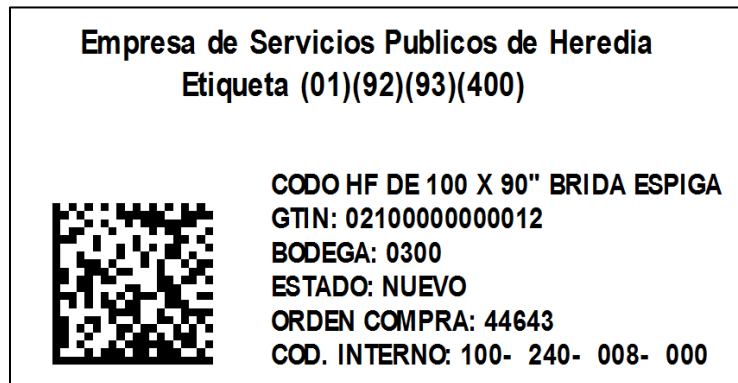 Empresa de Servicios Publicos de Heredia
Etiqueta (01)(92)(93)(400)
CODO HF DE 100 X 90" BRIDA ESPIGA
GTIN: 02100000000012
BODEGA: 0300
ESTADO: NUEVO
ORDEN COMPRA: 44643
COD. INTERNO: 100- 240- 008- 000